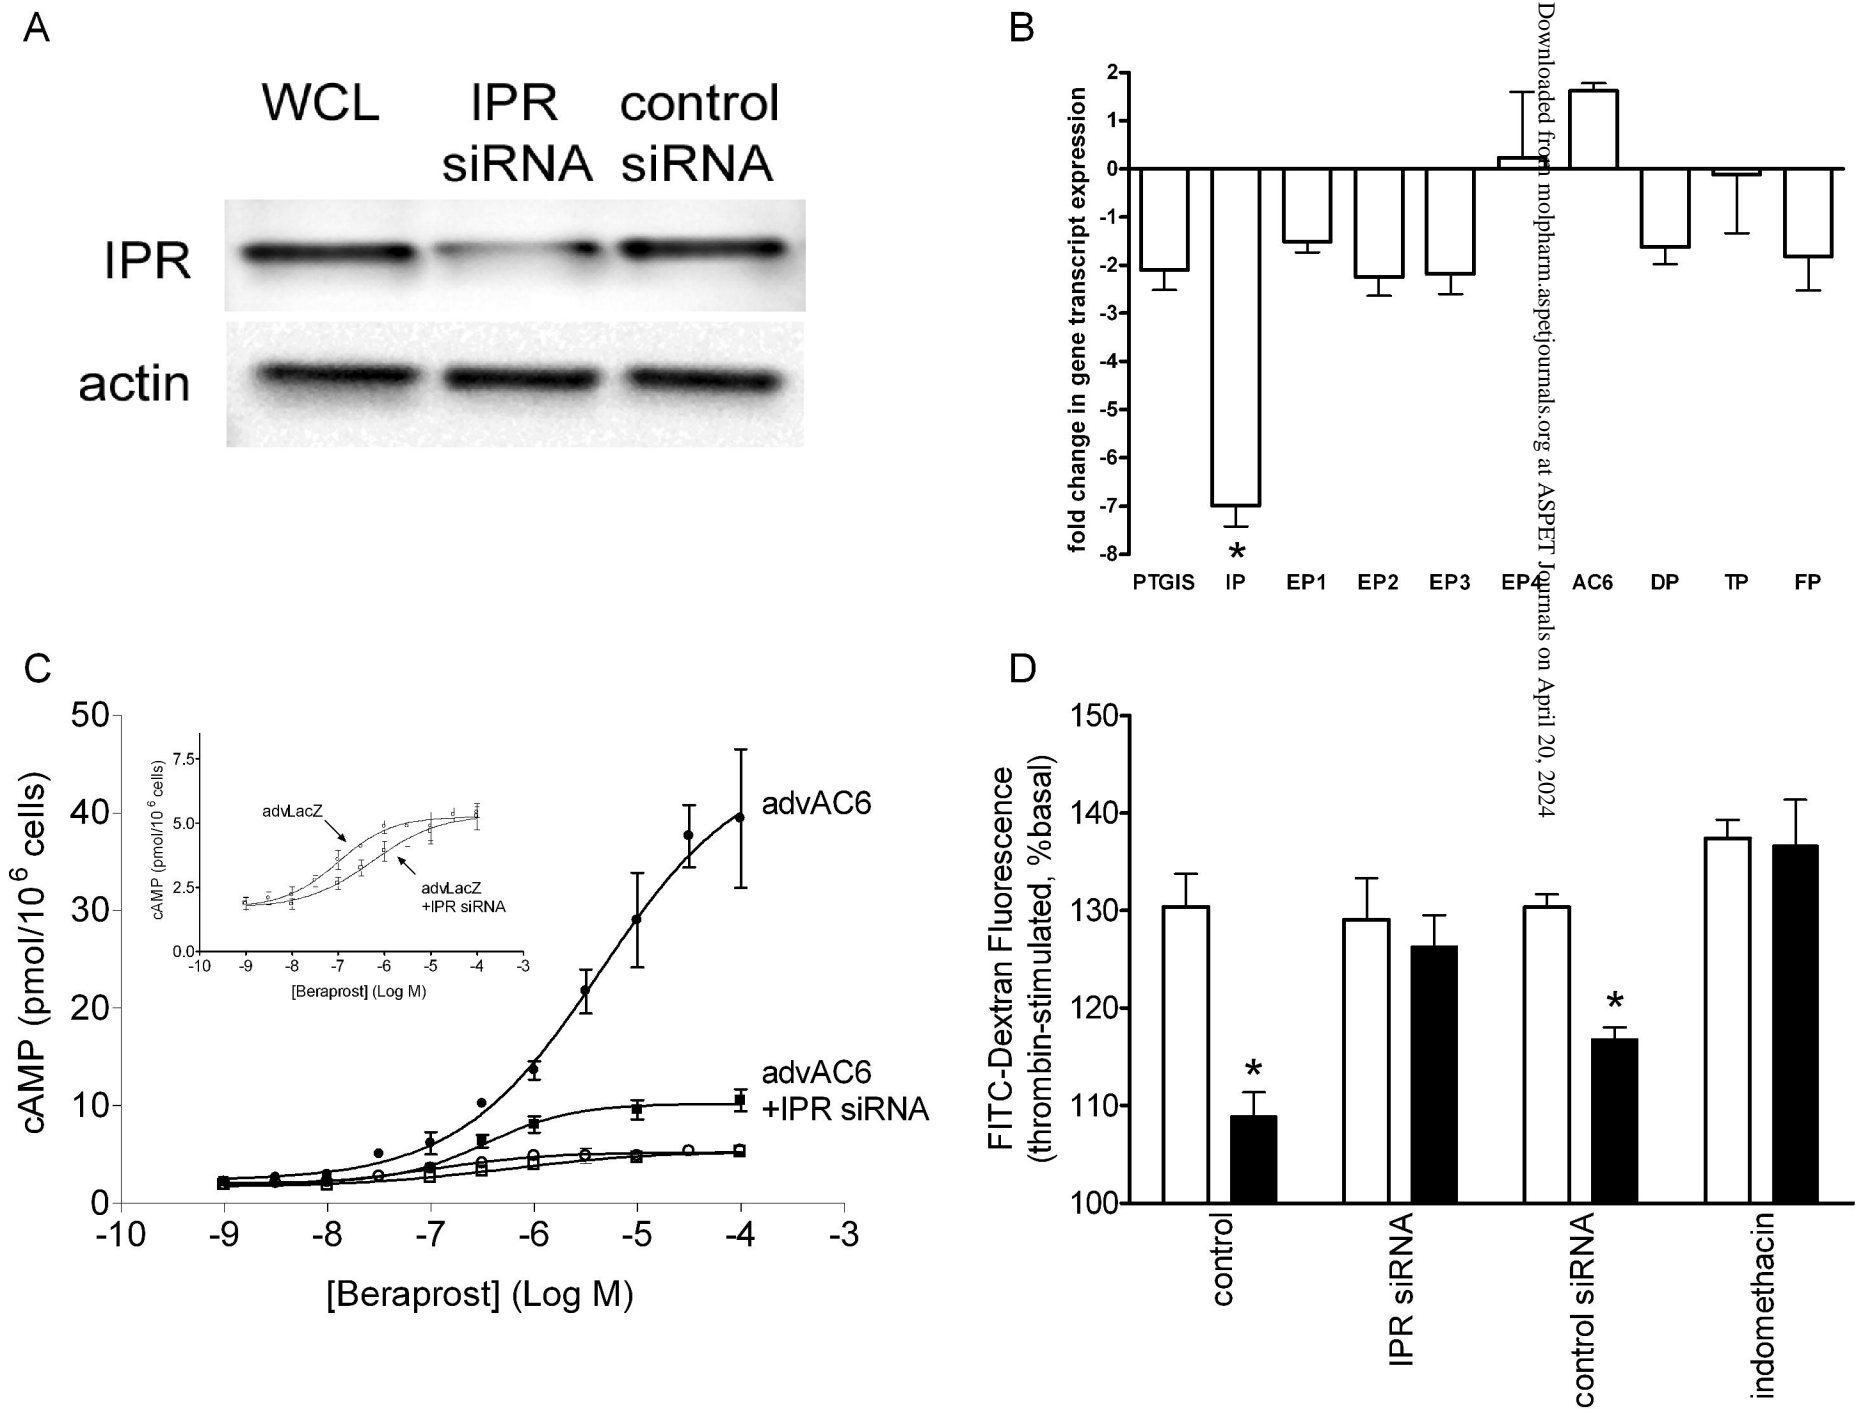 A
WCL
IPR
siRNA
control
siRNA
IPR
actin
B
fold change in gene transcript expression
2
1
0
-1
-2
-3
-4
-5
-6
-7
-8
*
PTGIS IP EP1 EP2 EP3 EP4 AC6 DP TP FP
Downloaded from molpharm.aspetjournals.org at ASPET Journals on April 20, 2024
C
cAMP (pmol/10 6 cells)
50
40
30
20
10
0
-10 -9 -8 -7 -6 -5 -4 -3
[Beraprost] (Log M)
advAC6
advAC6
+IPR siRNA
cAMP (pmol/10 6 cells)
7.5
5.0
2.5
0.0
-10 -9 -8 -7 -6 -5 -4 -3
[Beraprost] (Log M)
advLacZ
advLacZ
+IPR siRNA
D
FITC-Dextran Fluorescence
(thrombin-stimulated, %basal)
150
140
130
120
110
100
*
*
control
IPR siRNA
control siRNA
indomethacin